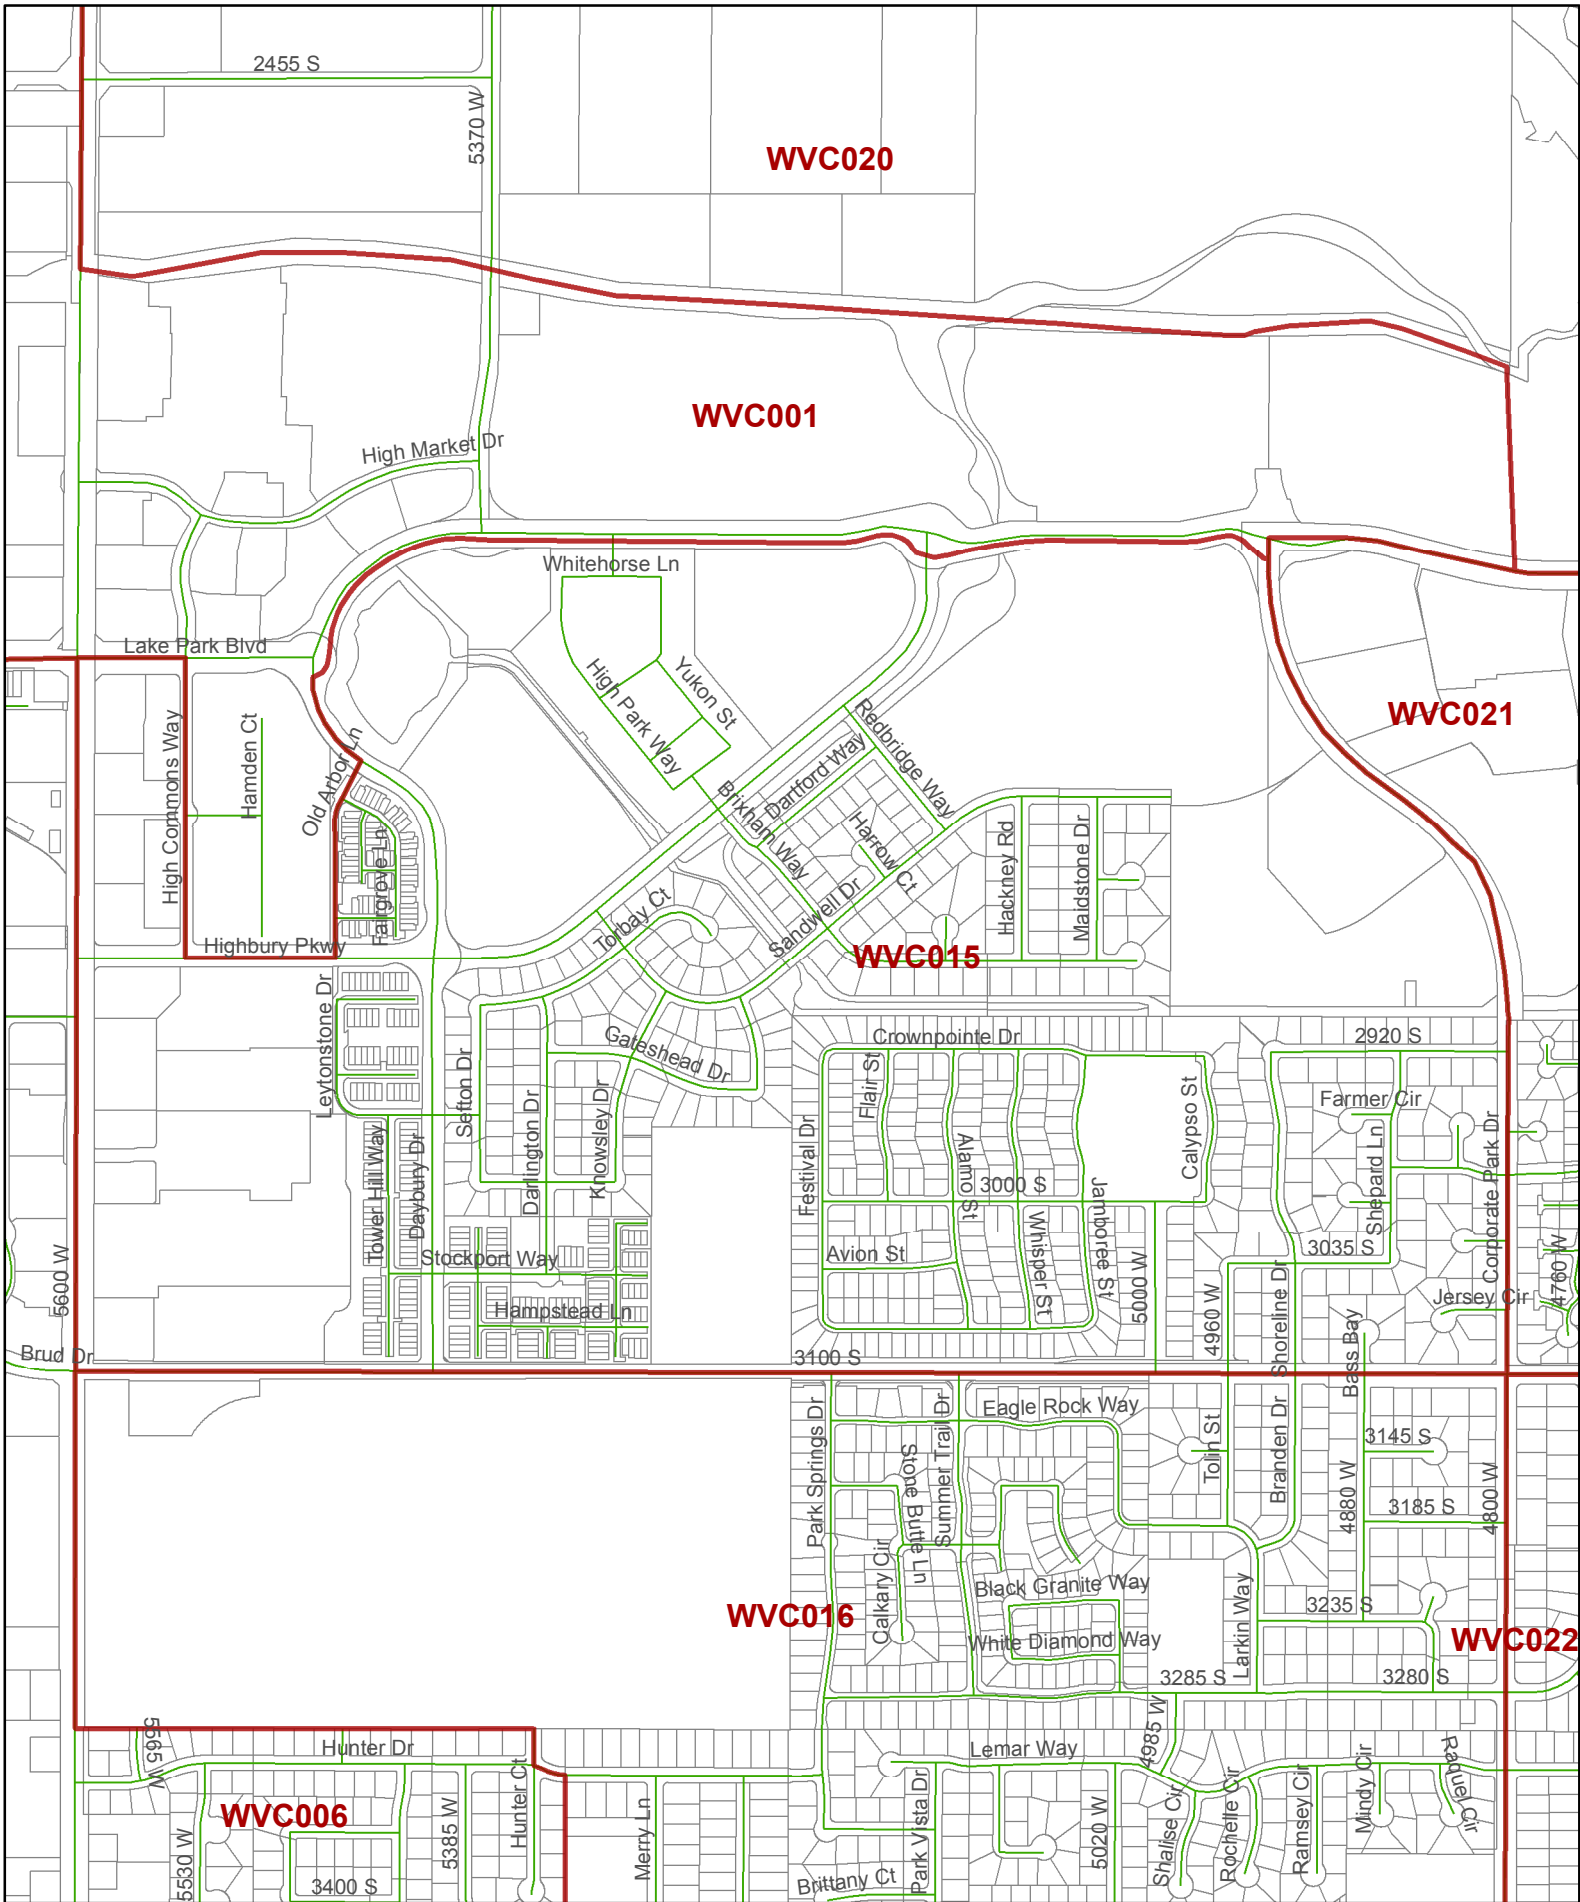 2455 S
5370 W
WVC020
WVC001
High Market Dr
Whitehorse Ln
Lake Park Blvd
High Park Way
Yukon St
WVC021
High Commons Way
Hamden Ct
Old Arbor Ln
Redbridge Way
Dartford Way
Brixham Way
Harrow Ct
Fargrove Ln
Hackney Rd
Maidstone Dr
Torbay Ct
Sandwell Dr
Highbury Pkwy
WVC015
Leytonstone Dr
Gateshead Dr
Crownpointe Dr
2920 S
Sefton Dr
Darlington Dr
Knowsley Dr
Flair St
Calypso St
Farmer Cir
Festival Dr
Alamo St
3000 S
Shepard Ln
Corporate Park Dr
Tower Hill Way
Daybury Dr
Jamboree St
Whisper St
Stockport Way
Avion St
3035 S
5600 W
5000 W
4960 W
Shoreline Dr
4760 W
Hampstead Ln
Jersey Cir
Bass Bay
Brud Dr
3100 S
Park Springs Dr
Summer Trail Dr
Eagle Rock Way
Tolin St
Branden Dr
3145 S
Stone Butte Ln
4880 W
3185 S
4800 W
Calkary Cir
Black Granite Way
WVC016
3235 S
White Diamond Way
Larkin Way
WVC022
3285 S
3280 S
5565 W
Hunter Dr
4985 W
Lemar Way
Hunter Ct
Mindy Cir
Raquel Cir
WVC006
5530 W
5385 W
Merry Ln
Park Vista Dr
5020 W
Shalise Cir
Rochelle Cir
Ramsey Cir
3400 S
Brittany Ct